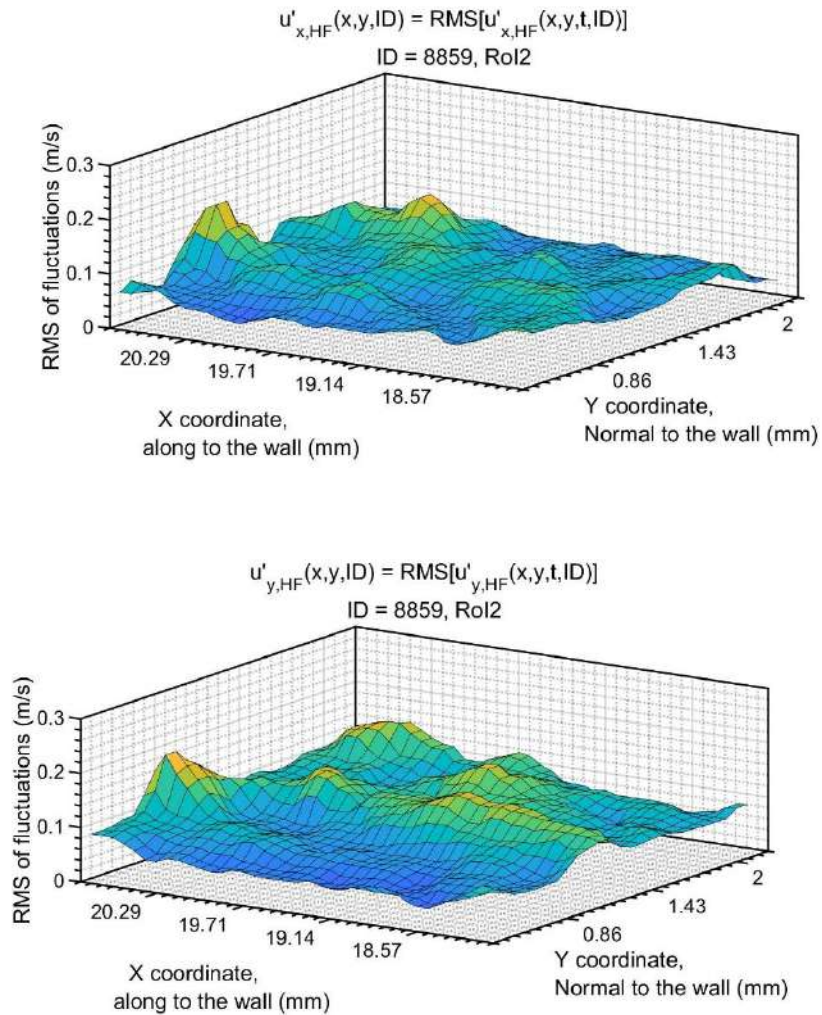 u'x,HF(x,y,ID) = RMS[u'x,HF(x,y,t,ID)]
ID = 8859, RoI2
RMS of fluctuations (m/s)
0.3
0.2
0.1
0
20.29
19.71
19.14
18.57
0.86
1.43
2
X coordinate,
along to the wall (mm)
Y coordinate,
Normal to the wall (mm)
u'y,HF(x,y,ID) = RMS[u'y,HF(x,y,t,ID)]
ID = 8859, RoI2
RMS of fluctuations (m/s)
0.3
0.2
0.1
0
20.29
19.71
19.14
18.57
0.86
1.43
2
X coordinate,
along to the wall (mm)
Y coordinate,
Normal to the wall (mm)